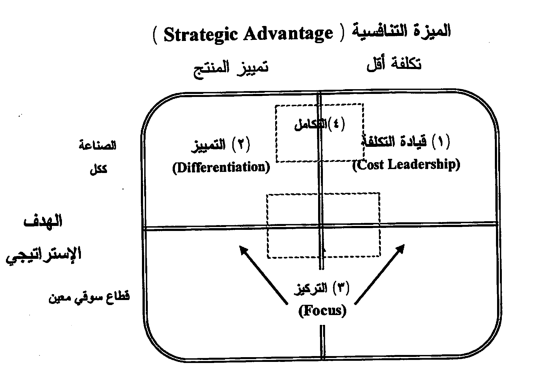 الميزة التنافسية ( Strategic Advantage )
تكلفة أقل
تمييز المنتج
(٤) التكامل
(١) قيادة التكلفة
(Cost Leadership)
(٢) التمييز
(Differentiation)
الصناعة
ككل
الهدف
الإستراتيجي
قطاع سوقي معين
(٣) التركيز
(Focus)